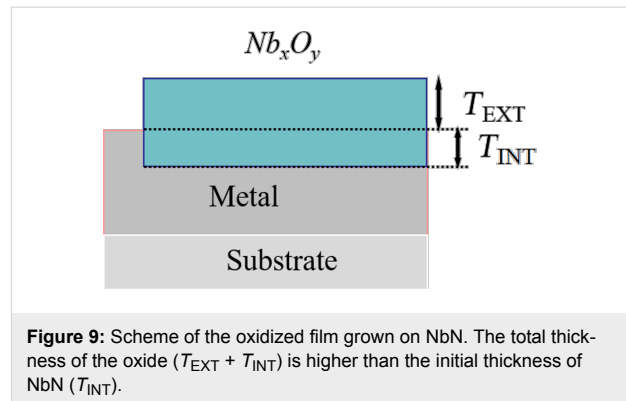 NbxOy
TEXT
TINT
Metal
Substrate
Figure 9: Scheme of the oxidized film grown on NbN. The total thick-
ness of the oxide (TEXT + TINT) is higher than the initial thickness of
NbN (TINT).